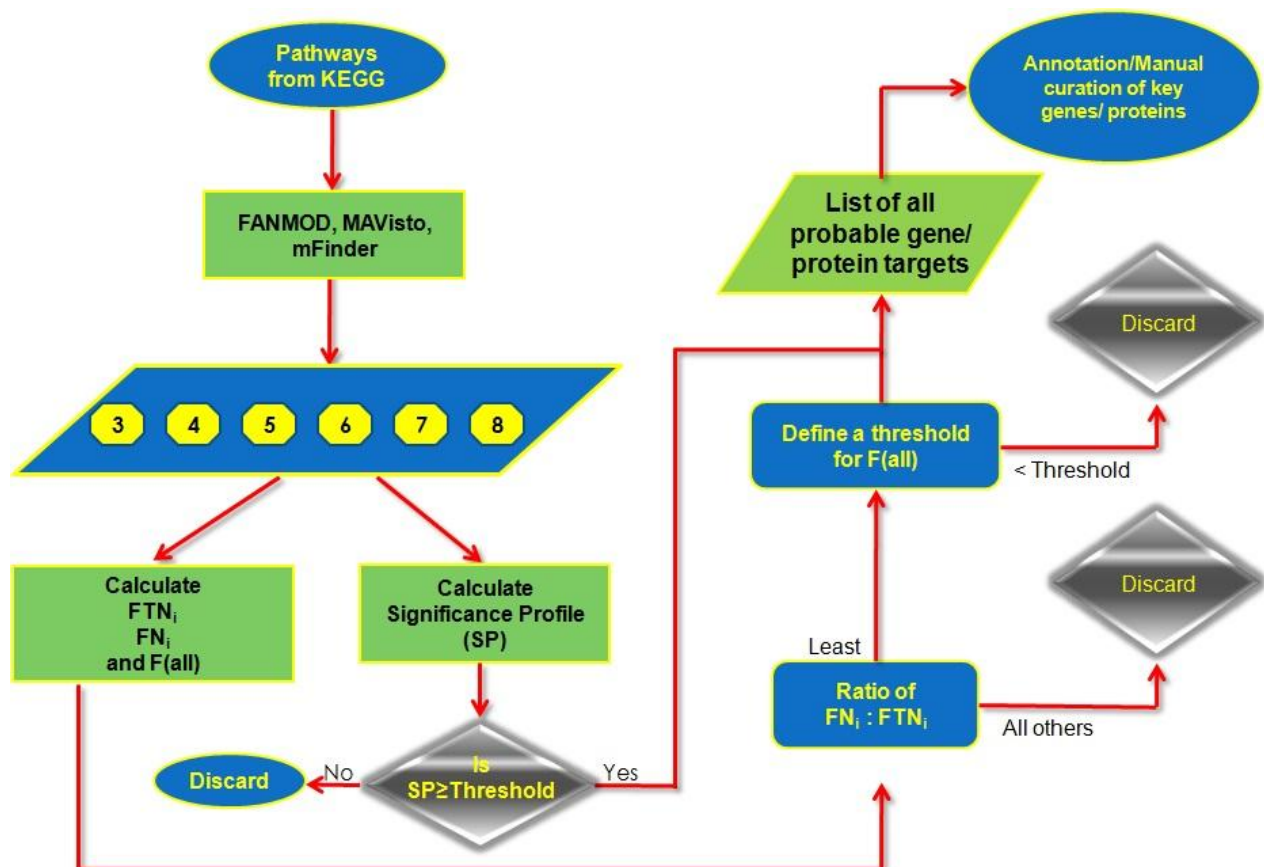 Pathways
from KEGG
FANMOD, MAVisto,
mFinder
3 4 5 6 7 8
Calculate
FTNᵢ
FNᵢ
and F(all)
Calculate
Significance Profile
(SP)
Is
SP≥Threshold
No
Yes
Discard
Annotation/Manual
curation of key
genes/ proteins
List of all
probable gene/
protein targets
Discard
Define a threshold
for F(all)
< Threshold
Discard
Least
Ratio of
FNᵢ : FTNᵢ
All others